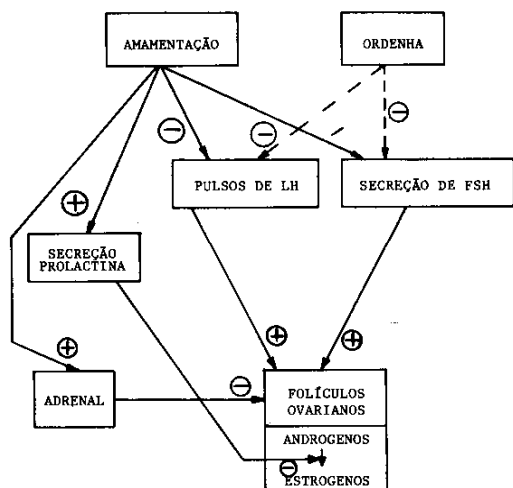 AMAMENTAÇÃO
ORDENHA
−
−
−
PULSOS DE LH
SECREÇÃO DE FSH
+
SECREÇÃO
PROLACTINA
+
+
+
ADRENAL
−
FOLÍCULOS
OVARIANOS
ANDROGENOS
−
ESTROGENOS